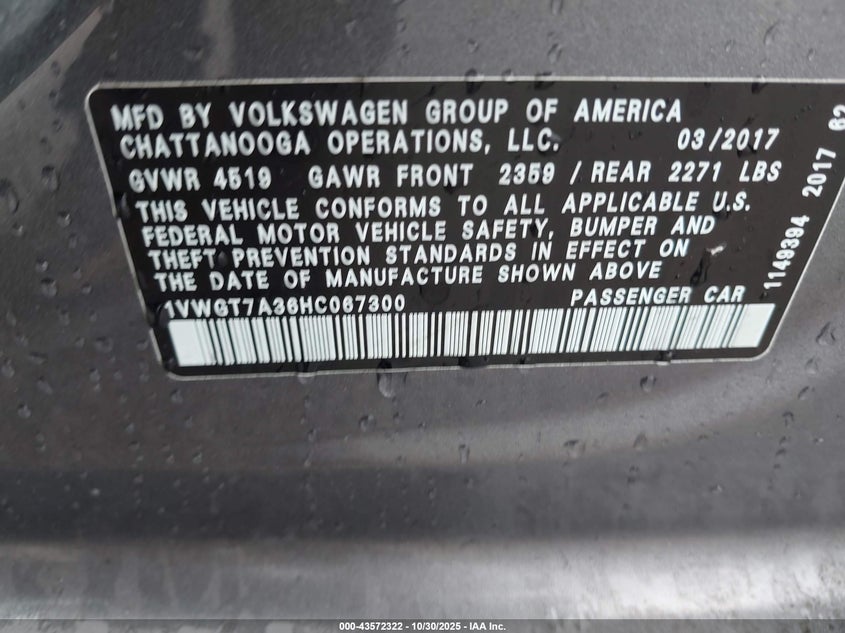 MFD BY VOLKSWAGEN GROUP OF AMERICA
CHATTANOOGA OPERATIONS, LLC. 03/2017
GVWR 4519 GAWR FRONT 2359 / REAR 2271 LBS
THIS VEHICLE CONFORMS TO ALL APPLICABLE U.S.
FEDERAL MOTOR VEHICLE SAFETY, BUMPER AND
THEFT PREVENTION STANDARDS IN EFFECT ON
THE DATE OF MANUFACTURE SHOWN ABOVE
1VWGT7A36HC067300 PASSENGER CAR
1149394 2017 62
000-43572322 | 10/30/2025 - IAA Inc.